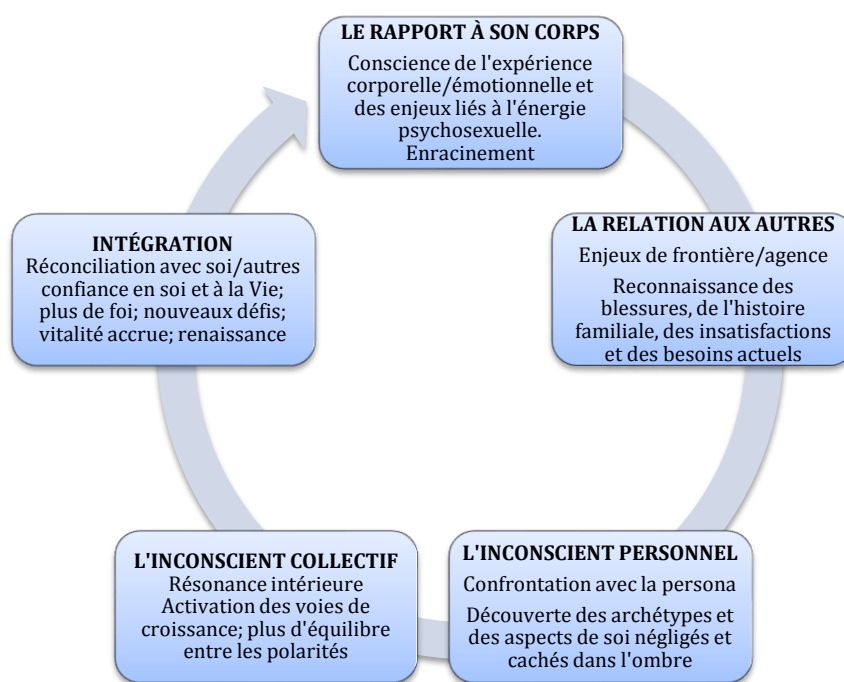 LE RAPPORT À SON CORPS
Conscience de l'expérience
corporelle/émotionnelle et
des enjeux liés à l'énergie
psychosexuelle.
Enracinement
LA RELATION AUX AUTRES
Enjeux de frontière/agence
Reconnaissance des
blessures, de l'histoire
familiale, des insatisfactions
et des besoins actuels
L'INCONSCIENT PERSONNEL
Confrontation avec la persona
Découverte des archétypes et
des aspects de soi négligés et
cachés dans l'ombre
L'INCONSCIENT COLLECTIF
Résonance intérieure
Activation des voies de
croissance; plus d'équilibre
entre les polarités
INTÉGRATION
Réconciliation avec soi/autres
confiance en soi et à la Vie;
plus de foi; nouveaux défis;
vitalité accrue; renaissance